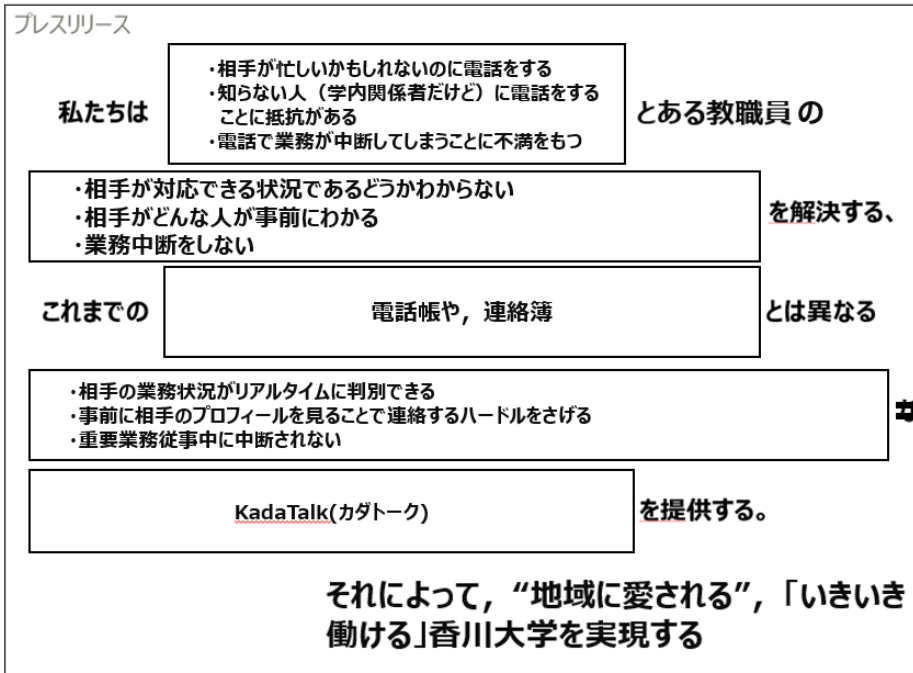 プレスリリース
・相手が忙しいかもしれないのに電話をする
・知らない人（学内関係者だけど）に電話をする
ことに抵抗がある
・電話で業務が中断してしまうことに不満をもつ
私たちは
とある教職員 の
・相手が対応できる状況であるどうかわからない
・相手がどんな人が事前にわかる
・業務中断をしない
を解決する、
これまでの
電話帳や，連絡簿
とは異なる
・相手の業務状況がリアルタイムに判別できる
・事前に相手のプロフィールを見ることで連絡するハードルをさげる
・重要業務従事中に中断されない
KadaTalk(カダトーク)
を提供する。
それによって，“地域に愛される”，「いきいき
働ける」香川大学を実現する